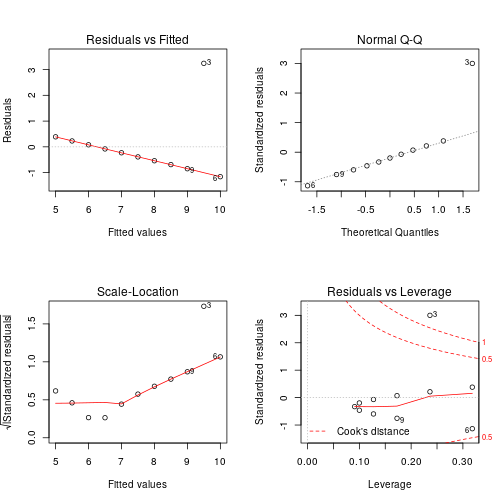 Residuals vs Fitted
Residuals
-1 0 1 2 3
5 6 7 8 9 10
Fitted values
3
9
6
Normal Q-Q
Standardized residuals
-1 0 1 2 3
-1.5 -0.5 0.5 1.5
Theoretical Quantiles
3
9
6
Scale-Location
√|Standardized residuals|
0.0 0.5 1.0 1.5
5 6 7 8 9 10
Fitted values
3
6
9
Residuals vs Leverage
Standardized residuals
-1 0 1 2 3
0.00 0.10 0.20 0.30
Leverage
3
9
6
Cook's distance
1
0.5
0.5